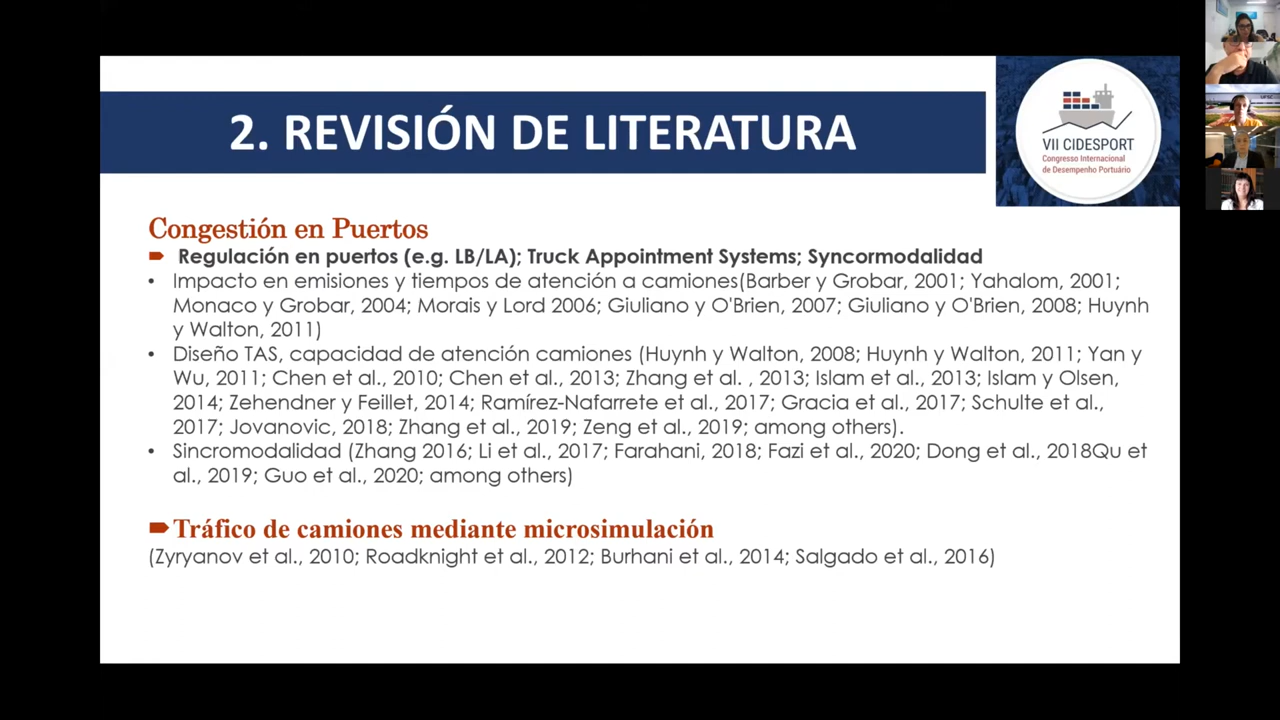 2. REVISIÓN DE LITERATURA
VII CIDESPORT
Congresso Internacional
de Desempenho Portuário
Congestión en Puertos
Regulación en puertos (e.g. LB/LA); Truck Appointment Systems; Syncormodalidad
• Impacto en emisiones y tiempos de atención a camiones(Barber y Grobar, 2001; Yahalom, 2001;
Monaco y Grobar, 2004; Morais y Lord 2006; Giuliano y O'Brien, 2007; Giuliano y O'Brien, 2008; Huynh
y Walton, 2011)
• Diseño TAS, capacidad de atención camiones (Huynh y Walton, 2008; Huynh y Walton, 2011; Yan y
Wu, 2011; Chen et al., 2010; Chen et al., 2013; Zhang et al. , 2013; Islam et al., 2013; Islam y Olsen,
2014; Zehendner y Feillet, 2014; Ramírez-Nafarrete et al., 2017; Gracia et al., 2017; Schulte et al.,
2017; Jovanovic, 2018; Zhang et al., 2019; Zeng et al., 2019; among others).
• Sincromodalidad (Zhang 2016; Li et al., 2017; Farahani, 2018; Fazi et al., 2020; Dong et al., 2018Qu et
al., 2019; Guo et al., 2020; among others)
Tráfico de camiones mediante microsimulación
(Zyryanov et al., 2010; Roadknight et al., 2012; Burhani et al., 2014; Salgado et al., 2016)